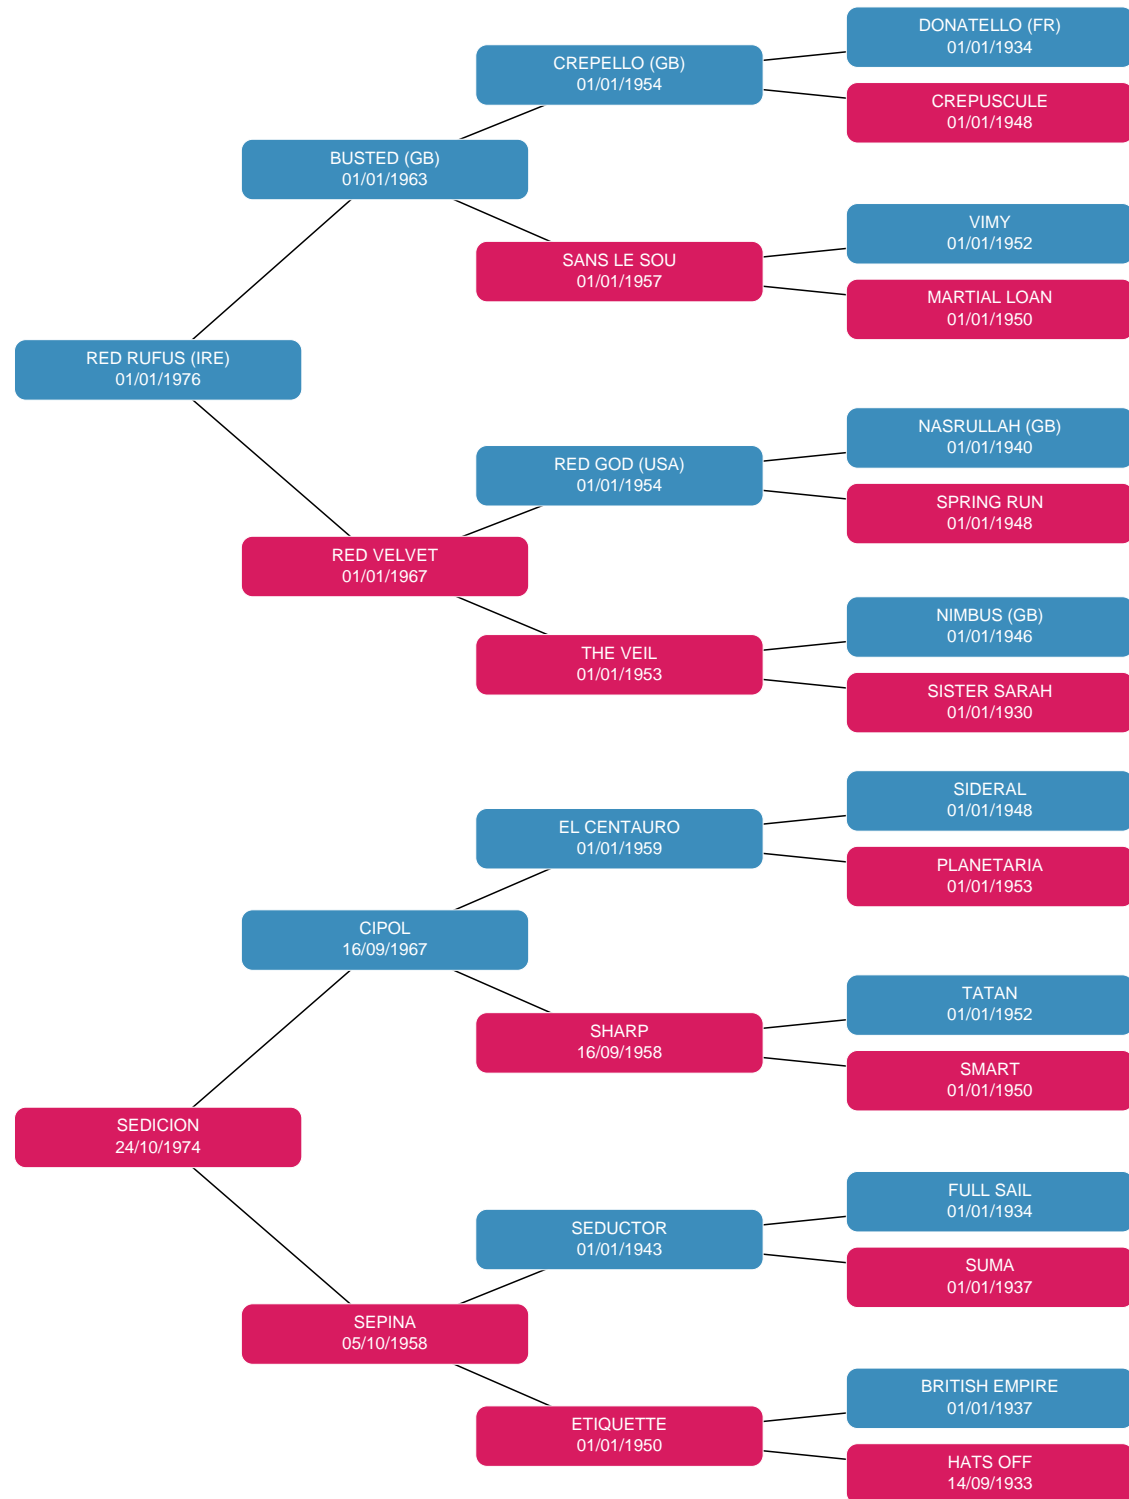 DONATELLO (FR)
01/01/1934
CREPELLO (GB)
01/01/1954
CREPUSCULE
01/01/1948
BUSTED (GB)
01/01/1963
VIMY
01/01/1952
SANS LE SOU
01/01/1957
MARTIAL LOAN
01/01/1950
RED RUFUS (IRE)
01/01/1976
NASRULLAH (GB)
01/01/1940
RED GOD (USA)
01/01/1954
SPRING RUN
01/01/1948
RED VELVET
01/01/1967
NIMBUS (GB)
01/01/1946
THE VEIL
01/01/1953
SISTER SARAH
01/01/1930
SIDERAL
01/01/1948
EL CENTAURO
01/01/1959
PLANETARIA
01/01/1953
CIPOL
16/09/1967
TATAN
01/01/1952
SHARP
16/09/1958
SMART
01/01/1950
SEDICION
24/10/1974
FULL SAIL
01/01/1934
SEDUCTOR
01/01/1943
SUMA
01/01/1937
SEPINA
05/10/1958
BRITISH EMPIRE
01/01/1937
ETIQUETTE
01/01/1950
HATS OFF
14/09/1933